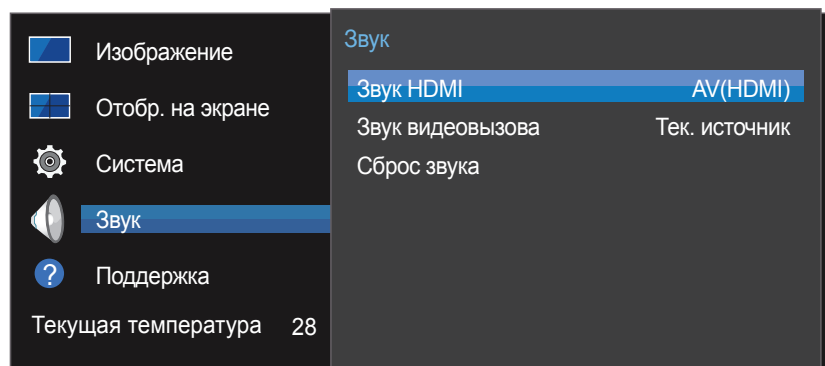 Изображение
Отобр. на экране
Система
Звук
Поддержка
Текущая температура 28
Звук
Звук HDMI AV(HDMI)
Звук видеовызова Тек. источник
Сброс звука